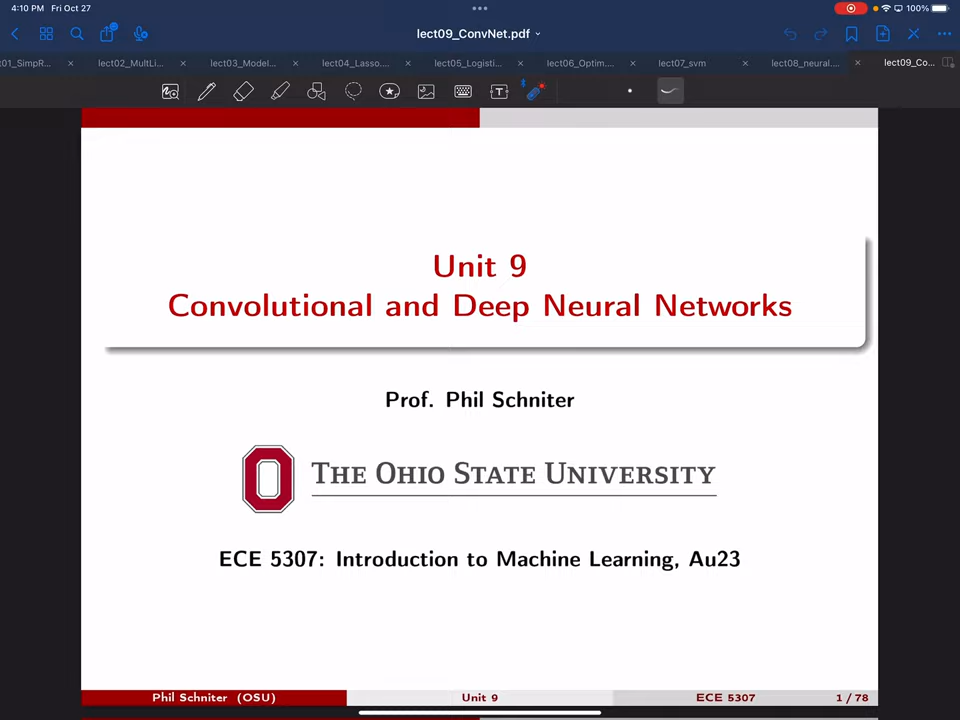 4:10 PM Fri Oct 27
100%
lect09_ConvNet.pdf
01_SimpR...
lect02_MultLi...
lect03_Model...
lect04_Lasso....
lect05_Logisti...
lect06_Optim....
lect07_svm
lect08_neural....
lect09_Co...
T
Unit 9
Convolutional and Deep Neural Networks
Prof. Phil Schniter
THE OHIO STATE UNIVERSITY
ECE 5307: Introduction to Machine Learning, Au23
Phil Schniter (OSU)
Unit 9
ECE 5307
1 / 78